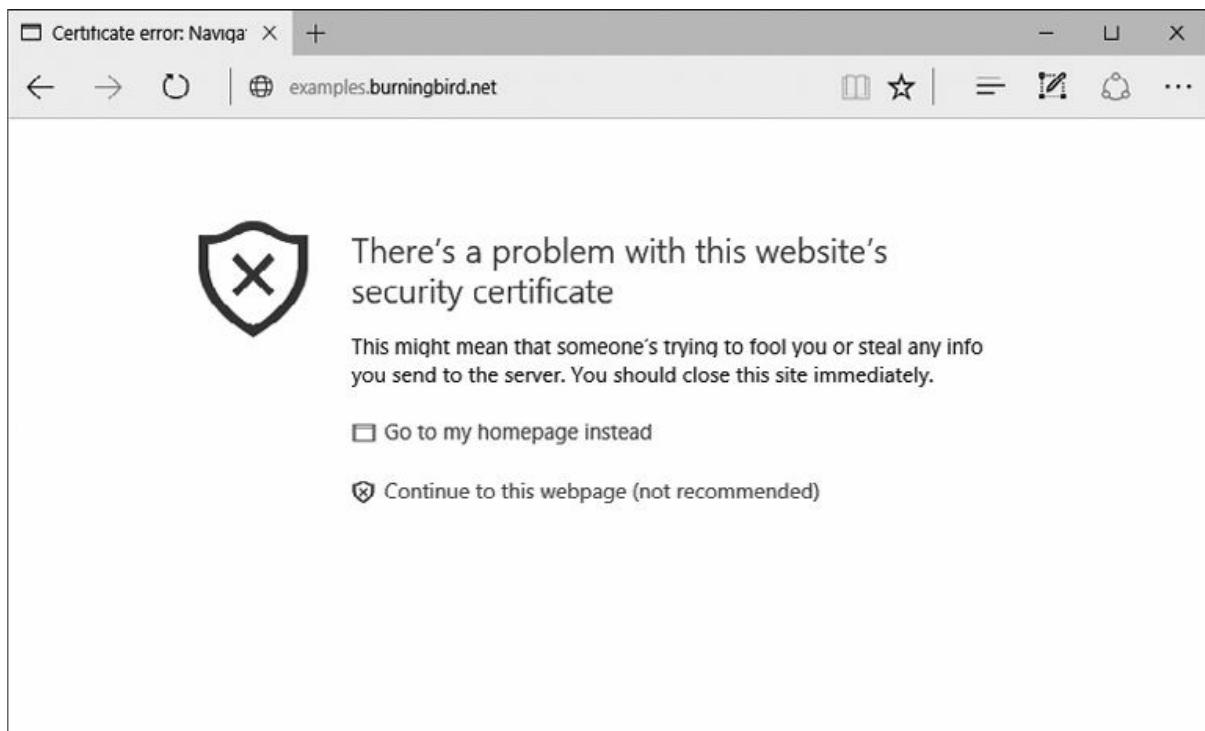 Certificate error: Naviga
examples.burningbird.net
There's a problem with this website's
security certificate
This might mean that someone's trying to fool you or steal any info
you send to the server. You should close this site immediately.
Go to my homepage instead
Continue to this webpage (not recommended)